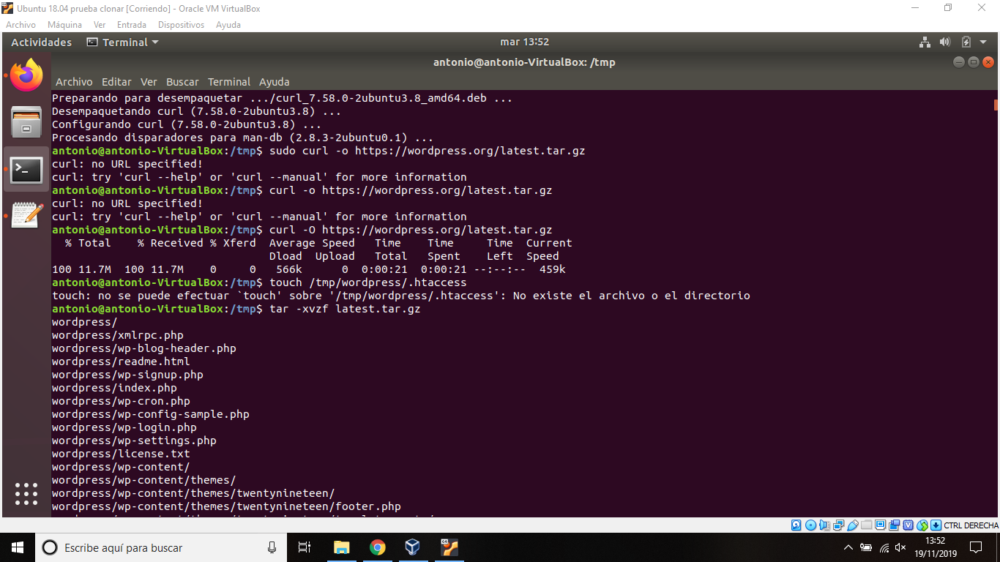 Ubuntu 18.04 prueba clonar [Corriendo] - Oracle VM VirtualBox
Archivo Máquina Ver Entrada Dispositivos Ayuda
Actividades Terminal mar 13:52
antonio@antonio-VirtualBox: /tmp
Archivo Editar Ver Buscar Terminal Ayuda
Preparando para desempaquetar .../curl_7.58.0-2ubuntu3.8_amd64.deb ...
Desempaquetando curl (7.58.0-2ubuntu3.8) ...
Configurando curl (7.58.0-2ubuntu3.8) ...
Procesando disparadores para man-db (2.8.3-2ubuntu0.1) ...
antonio@antonio-VirtualBox:/tmp$ sudo curl -o https://wordpress.org/latest.tar.gz
curl: no URL specified!
curl: try 'curl --help' or 'curl --manual' for more information
antonio@antonio-VirtualBox:/tmp$ curl -o https://wordpress.org/latest.tar.gz
curl: no URL specified!
curl: try 'curl --help' or 'curl --manual' for more information
antonio@antonio-VirtualBox:/tmp$ curl -O https://wordpress.org/latest.tar.gz
% Total % Received % Xferd Average Speed Time Time Time Current
Dload Upload Total Spent Left Speed
100 11.7M 100 11.7M 0 0 566k 0 0:00:21 0:00:21 --:--:-- 459k
antonio@antonio-VirtualBox:/tmp$ touch /tmp/wordpress/.htaccess
touch: no se puede efectuar `touch' sobre '/tmp/wordpress/.htaccess': No existe el archivo o el directorio
antonio@antonio-VirtualBox:/tmp$ tar -xvzf latest.tar.gz
wordpress/
wordpress/xmlrpc.php
wordpress/wp-blog-header.php
wordpress/readme.html
wordpress/wp-signup.php
wordpress/index.php
wordpress/wp-cron.php
wordpress/wp-config-sample.php
wordpress/wp-login.php
wordpress/wp-settings.php
wordpress/license.txt
wordpress/wp-content/
wordpress/wp-content/themes/
wordpress/wp-content/themes/twentynineteen/
wordpress/wp-content/themes/twentynineteen/footer.php
CTRL DERECHA
Escribe aquí para buscar
64
13:52
19/11/2019